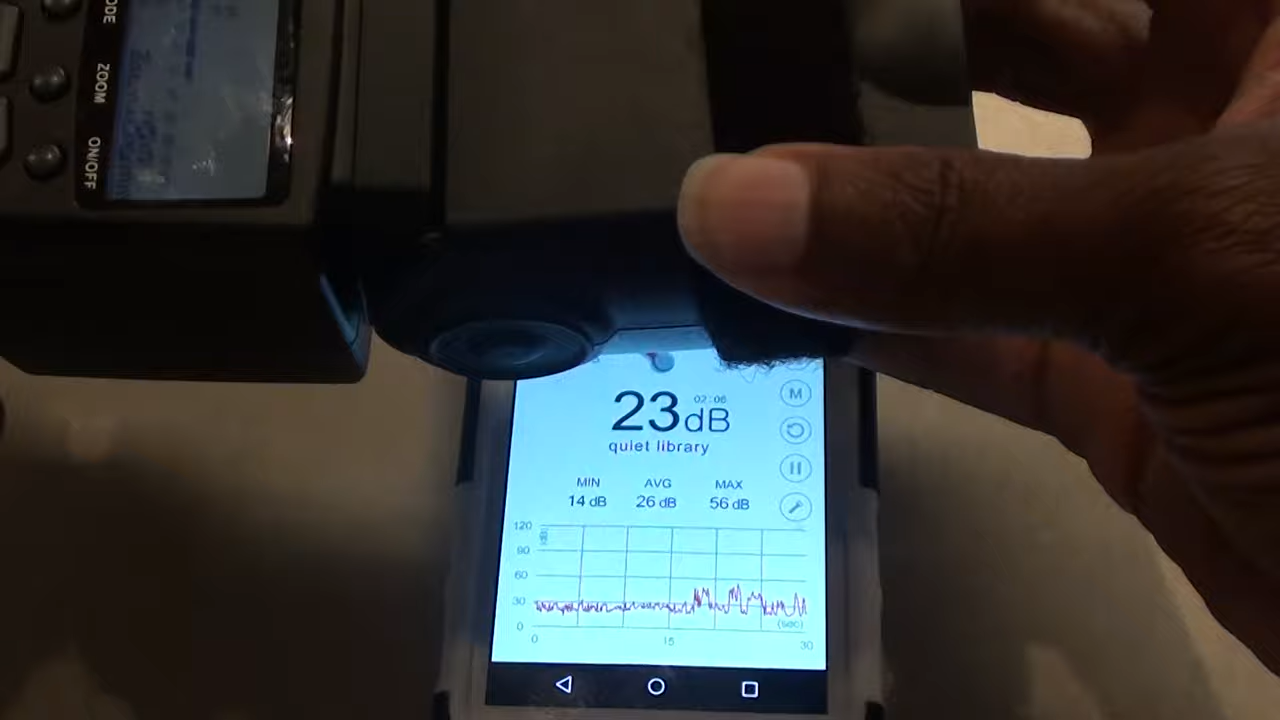 ODE
ZOOM
ON/OFF
02:06
23dB
quiet library
M
MIN AVG MAX
14 dB 26 dB 56 dB
120
90
60
30
0
0 15 30
(sec)